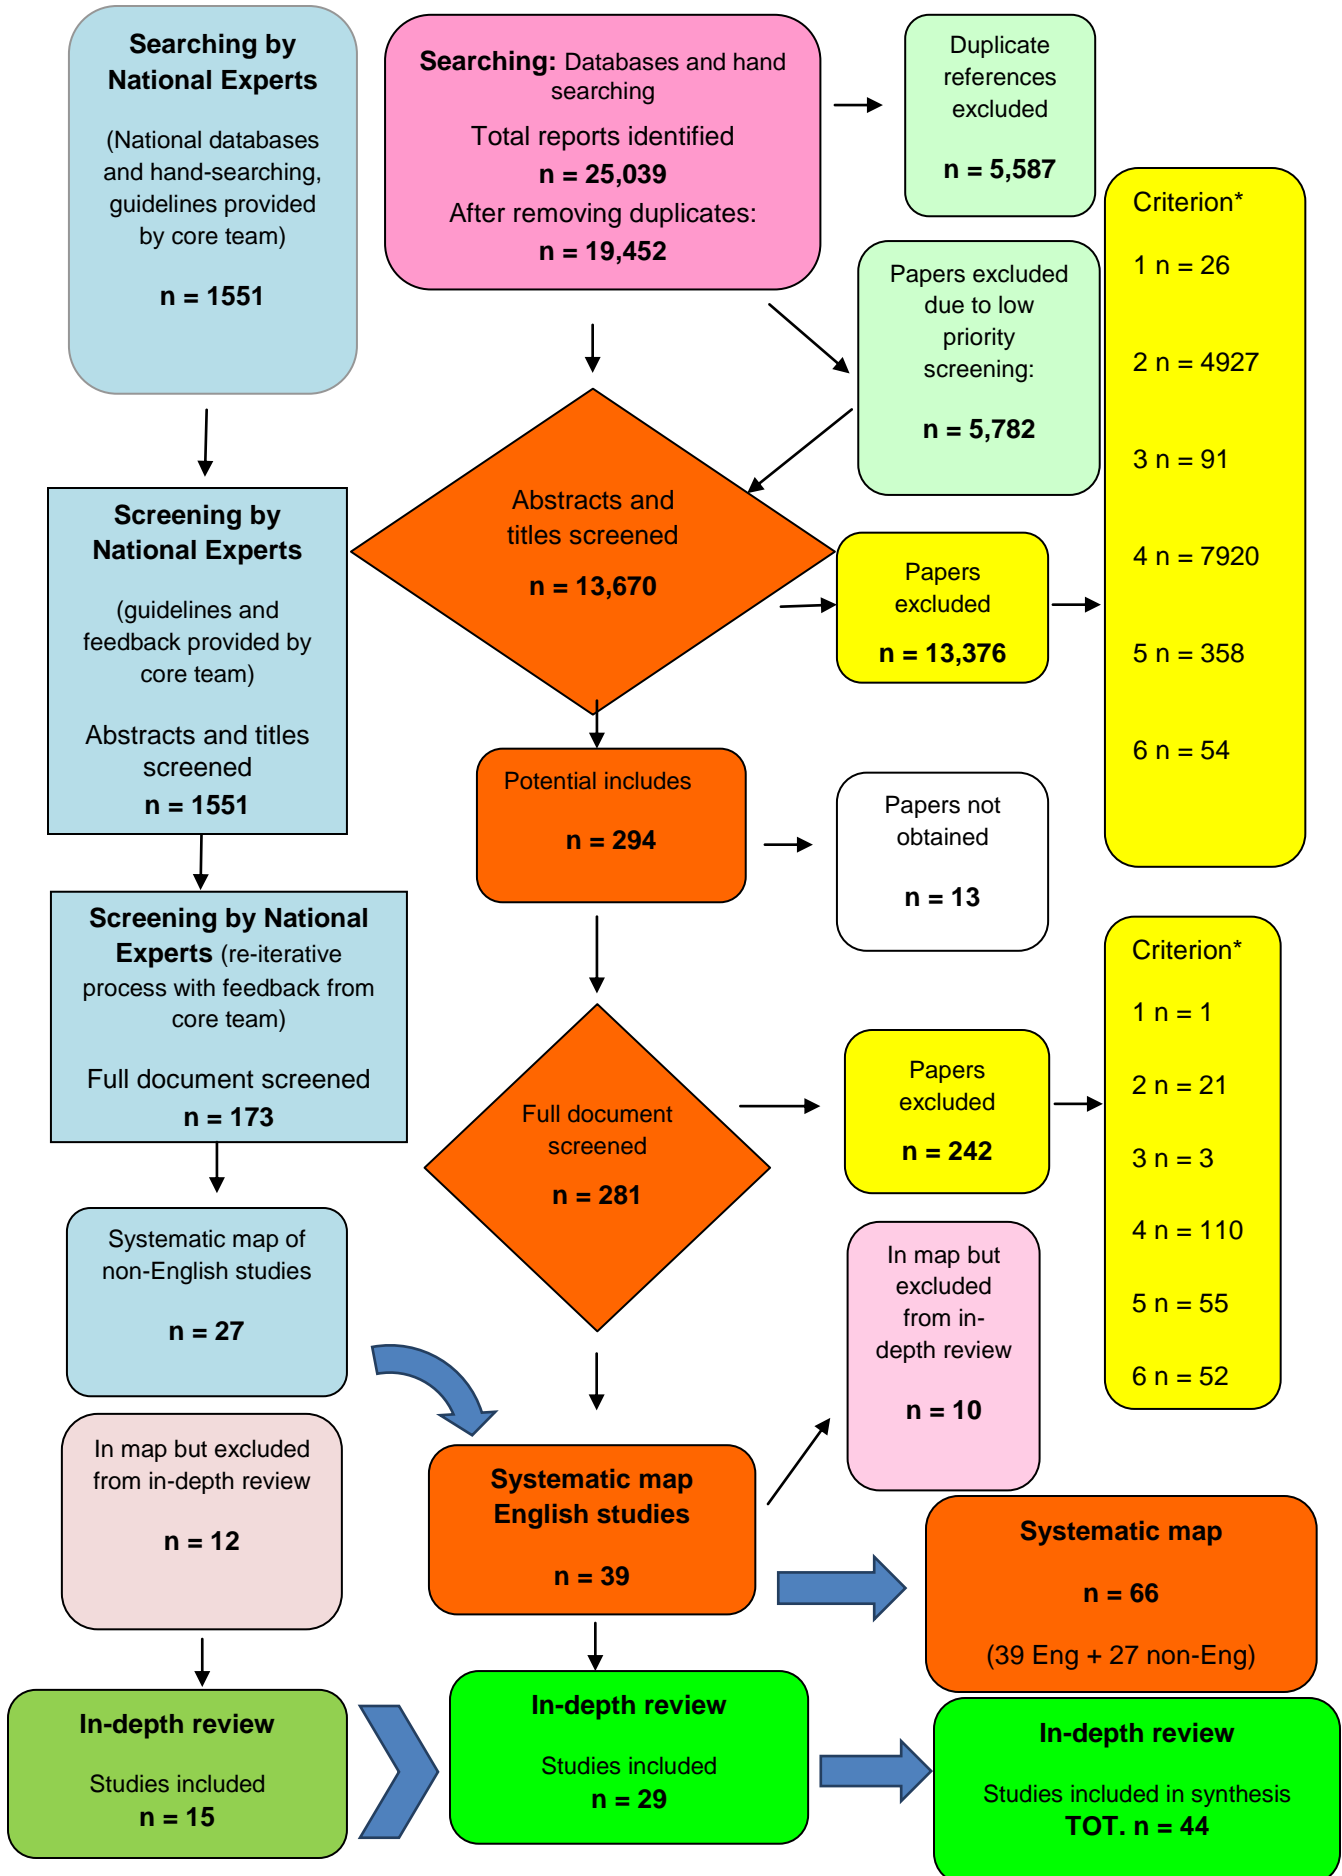 Searching by
National Experts
(National databases
and hand-searching,
guidelines provided
by core team)
n = 1551
Searching: Databases and hand
searching
Total reports identified
n = 25,039
After removing duplicates:
n = 19,452
Duplicate
references
excluded
n = 5,587
Papers excluded
due to low
priority
screening:
n = 5,782
Criterion*
1 n = 26
2 n = 4927
3 n = 91
4 n = 7920
5 n = 358
6 n = 54
Screening by
National Experts
(guidelines and
feedback provided by
core team)
Abstracts and titles
screened
n = 1551
Abstracts and
titles screened
n = 13,670
Papers
excluded
n = 13,376
Potential includes
n = 294
Papers not
obtained
n = 13
Screening by National
Experts (re-iterative
process with feedback from
core team)
Full document screened
n = 173
Full document
screened
n = 281
Papers
excluded
n = 242
Criterion*
1 n = 1
2 n = 21
3 n = 3
4 n = 110
5 n = 55
6 n = 52
Systematic map of
non-English studies
n = 27
In map but
excluded
from in-
depth review
n = 10
In map but excluded
from in-depth review
n = 12
Systematic map
English studies
n = 39
Systematic map
n = 66
(39 Eng + 27 non-Eng)
In-depth review
Studies included
n = 15
In-depth review
Studies included
n = 29
In-depth review
Studies included in synthesis
TOT. n = 44